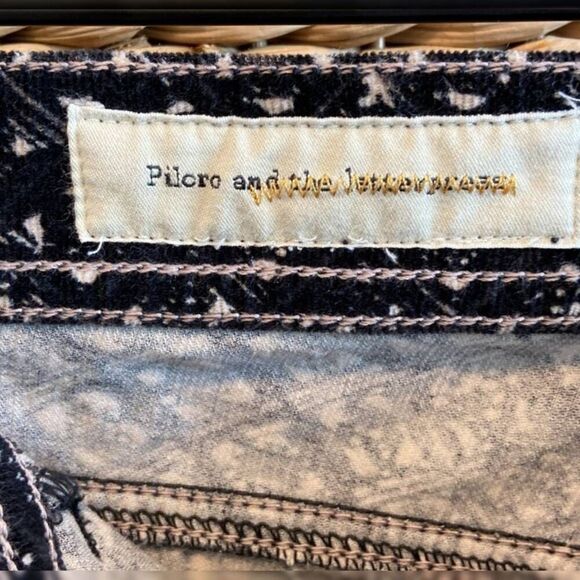 Pilcro and the letterpress